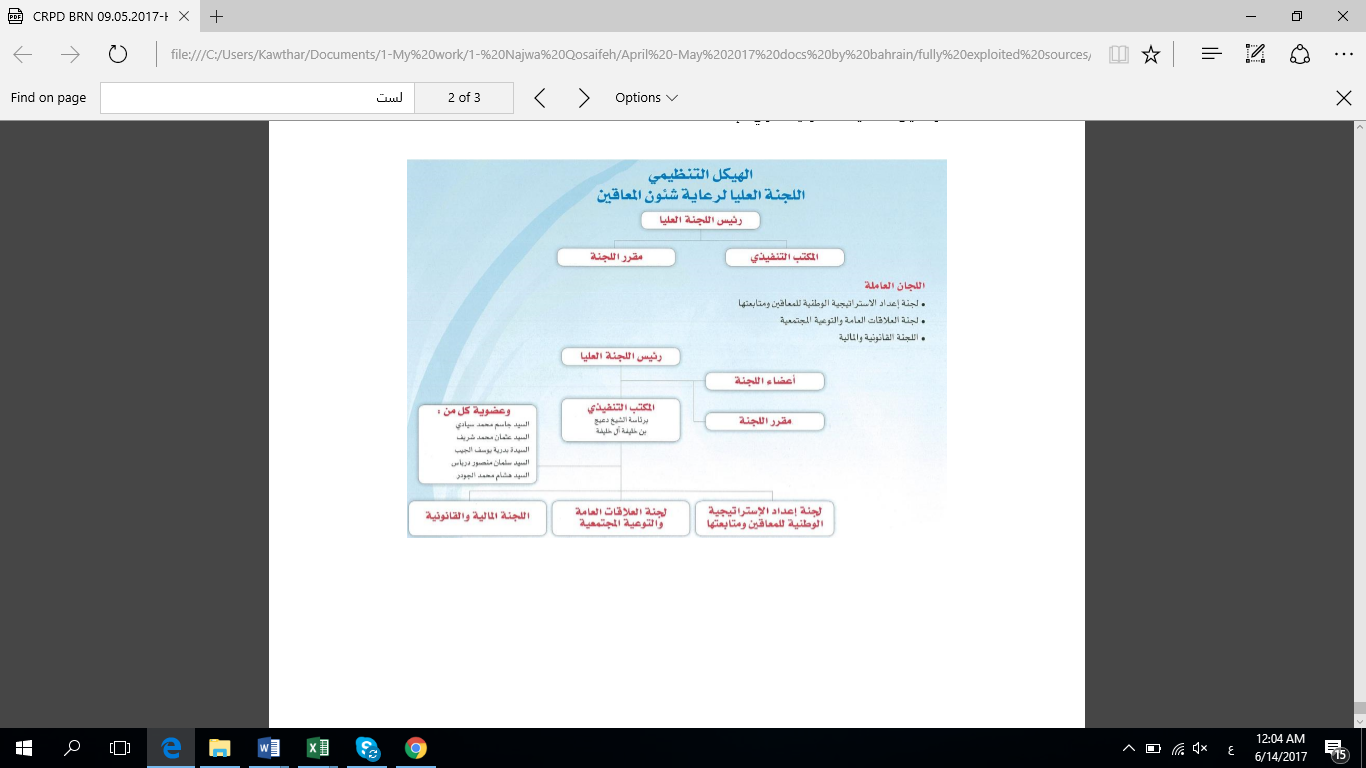 CRPD BRN 09.05.2017-
file:///C:/Users/Kawthar/Documents/1-My%20work/1-%20Najwa%20Qosaifeh/April%20-May%202017%20docs%20by%20bahrain/fully%20exploited%20sources/
Find on page
لست
2 of 3
Options
الهيكل التنظيمي
اللجنة العليا لرعاية شئون المعاقين
رئيس اللجنة العليا
المكتب التنفيذي
مقرر اللجنة
اللجان العاملة
• لجنة إعداد الاستراتيجية الوطنية للمعاقين ومتابعتها
• لجنة العلاقات العامة والتوعية المجتمعية
• اللجنة القانونية والمالية
رئيس اللجنة العليا
أعضاء اللجنة
مقرر اللجنة
المكتب التنفيذي
برئاسة الشيخ دعيج
بن خليفة آل خليفة
وعضوية كل من :
السيد جاسم محمد سيادي
السيد عثمان محمد شريف
السيدة بدرية يوسف الجيب
السيد سلمان منصور درباس
السيد هشام محمد الجودر
لجنة إعداد الإستراتيجية
الوطنية للمعاقين ومتابعتها
لجنة العلاقات العامة
والتوعية المجتمعية
اللجنة المالية والقانونية
ع
12:04 AM
6/14/2017
15